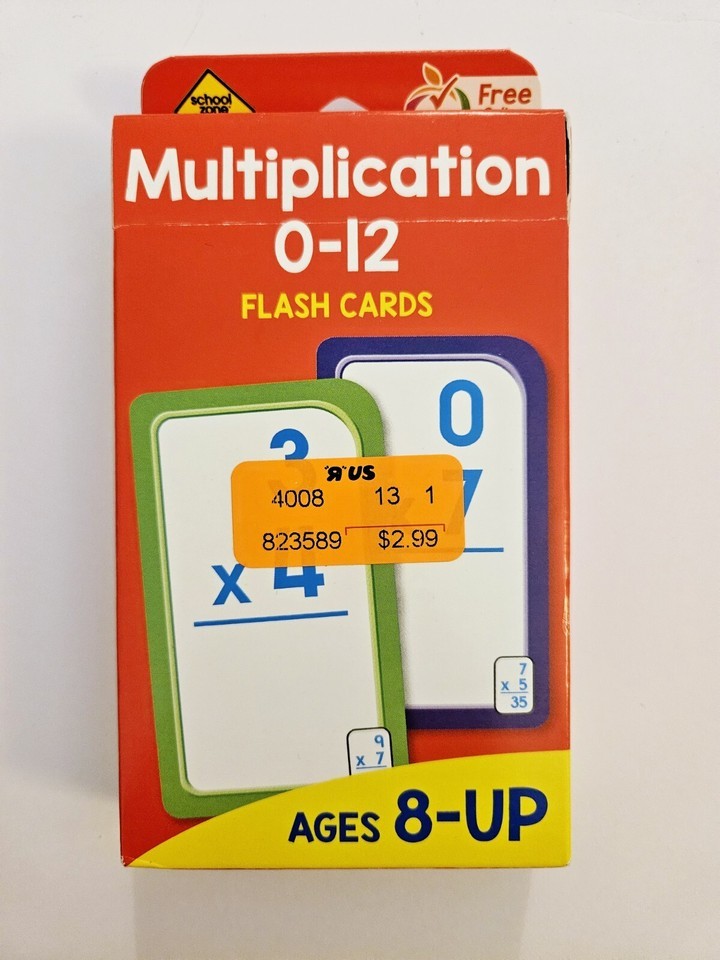 school
zone
Free
Multiplication
0-12
FLASH CARDS
0
7
3
x 4
"R"US
4008 13 1
823589 $2.99
7
x 5
35
9
x 7
AGES 8-UP